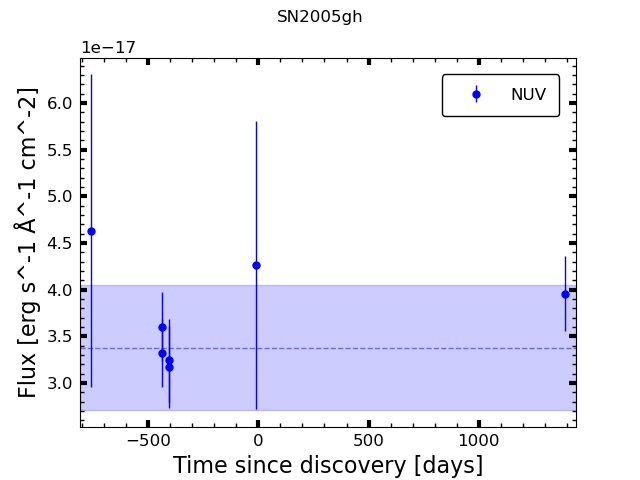 SN2005gh
1e−17
NUV
6.0
5.5
5.0
4.5
4.0
3.5
3.0
Flux [erg s^-1 Å^-1 cm^-2]
−500 0 500 1000
Time since discovery [days]